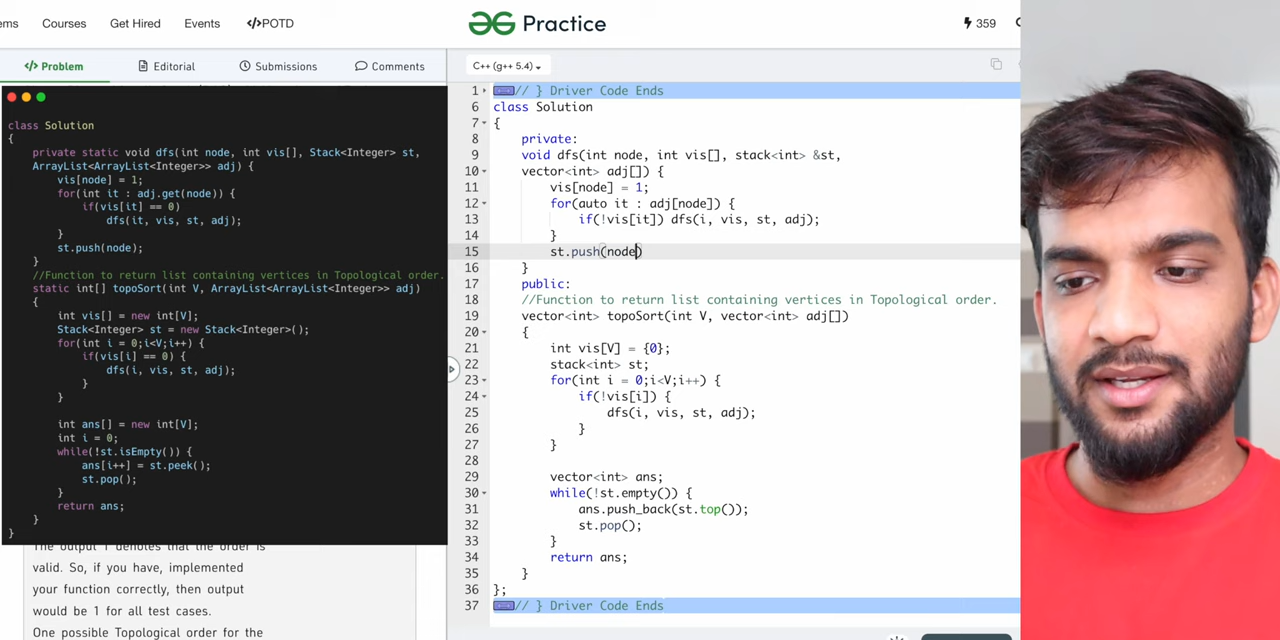 ems Courses Get Hired Events </>POTD Practice 359
</> Problem Editorial Submissions Comments
C++ (g++ 5.4)
class Solution
{
private static void dfs(int node, int vis[], Stack<Integer> st,
ArrayList<ArrayList<Integer>> adj) {
vis[node] = 1;
for(int it : adj.get(node)) {
if(vis[it] == 0)
dfs(it, vis, st, adj);
}
st.push(node);
}
//Function to return list containing vertices in Topological order.
static int[] topoSort(int V, ArrayList<ArrayList<Integer>> adj)
{
int vis[] = new int[V];
Stack<Integer> st = new Stack<Integer>();
for(int i = 0;i<V;i++) {
if(vis[i] == 0) {
dfs(i, vis, st, adj);
}
}
int ans[] = new int[V];
int i = 0;
while(!st.isEmpty()) {
ans[i++] = st.peek();
st.pop();
}
return ans;
}
}
The output 1 denotes that the order is
valid. So, if you have, implemented
your function correctly, then output
would be 1 for all test cases.
One possible Topological order for the
1 // } Driver Code Ends
6 class Solution
7 {
8 private:
9 void dfs(int node, int vis[], stack<int> &st,
10 vector<int> adj[]) {
11 vis[node] = 1;
12 for(auto it : adj[node]) {
13 if(!vis[it]) dfs(i, vis, st, adj);
14 }
15 st.push(node)
16 }
17 public:
18 //Function to return list containing vertices in Topological order.
19 vector<int> topoSort(int V, vector<int> adj[])
20 {
21 int vis[V] = {0};
22 stack<int> st;
23 for(int i = 0;i<V;i++) {
24 if(!vis[i]) {
25 dfs(i, vis, st, adj);
26 }
27 }
28
29 vector<int> ans;
30 while(!st.empty()) {
31 ans.push_back(st.top());
32 st.pop();
33 }
34 return ans;
35 }
36 };
37 // } Driver Code Ends